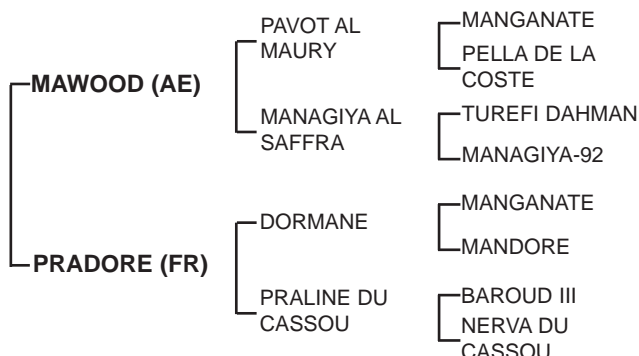 PAVOT AL
MAURY
MANGANATE
PELLA DE LA
COSTE
MAWOOD (AE)
MANAGIYA AL
SAFFRA
TUREFI DAHMAN
MANAGIYA-92
DORMANE
MANGANATE
MANDORE
PRADORE (FR)
PRALINE DU
CASSOU
BAROUD III
NERVA DU
CASSOU